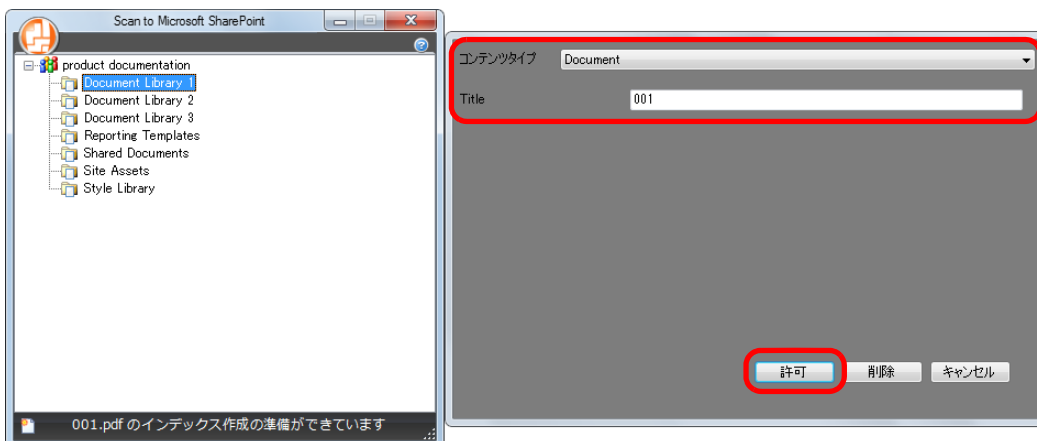 Scan to Microsoft SharePoint
product documentation
Document Library 1
Document Library 2
Document Library 3
Reporting Templates
Shared Documents
Site Assets
Style Library
001.pdf のインデックス作成の準備ができています
コンテンツタイプ Document
Title 001
許可 削除 キャンセル